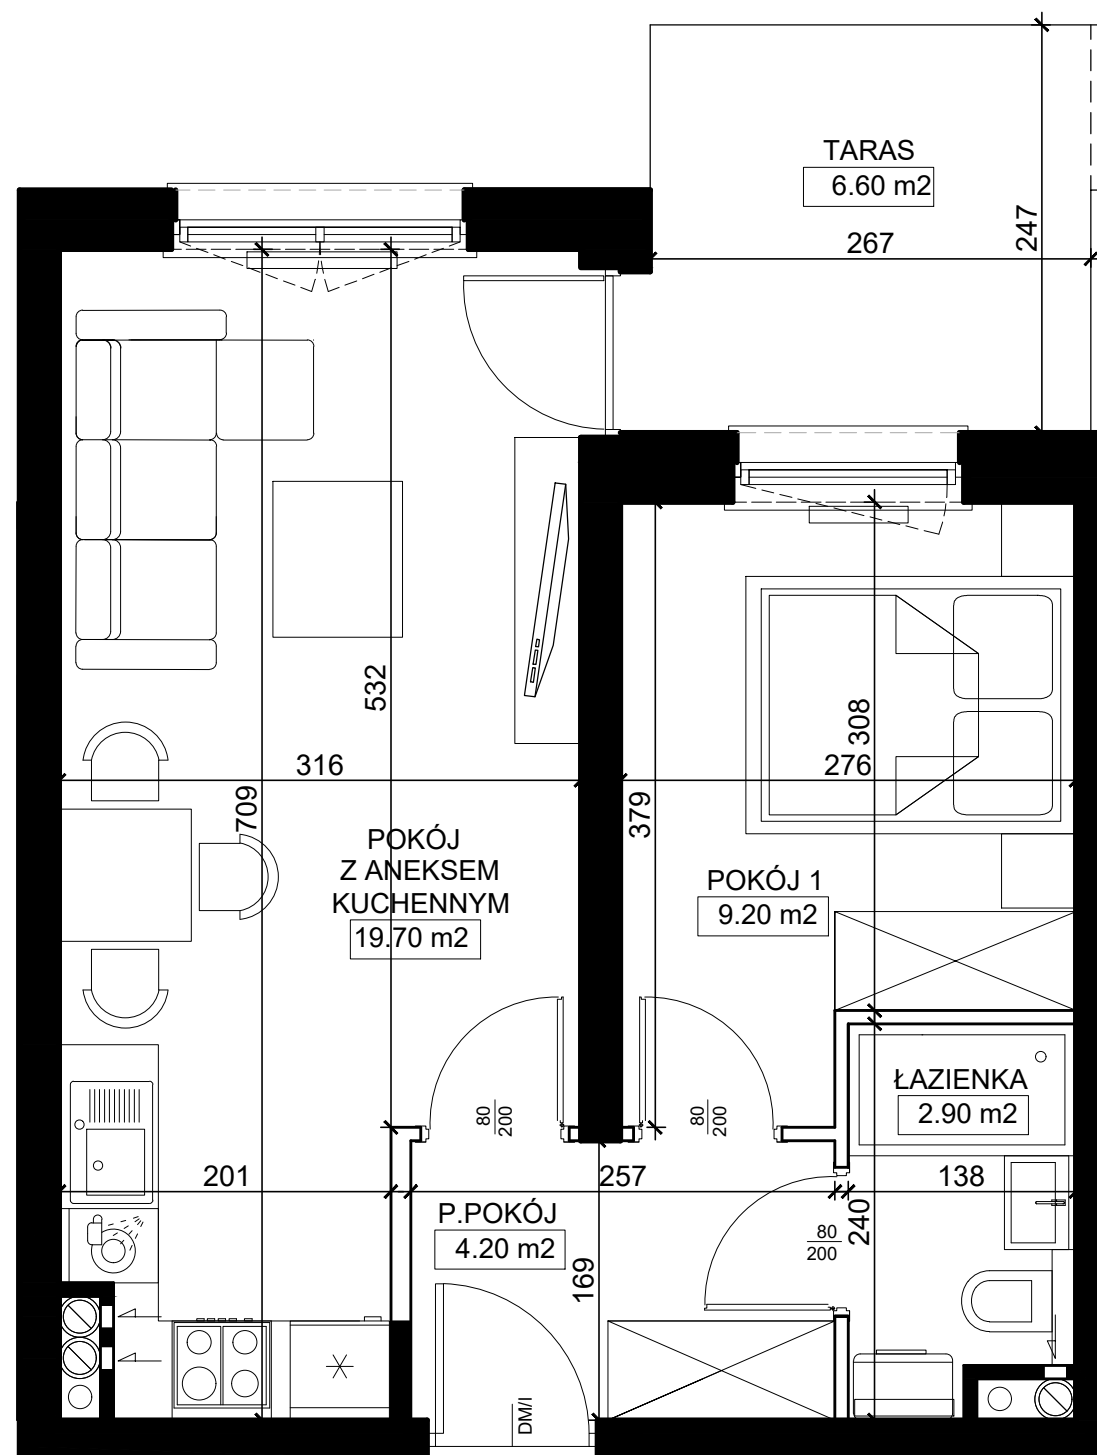 TARAS
6.60 m2
267
247
532
316
709
308
276
379
POKÓJ
Z ANEKSEM
KUCHENNYM
19.70 m2
POKÓJ 1
9.20 m2
ŁAZIENKA
2.90 m2
80
200
80
200
201
257
138
P.POKÓJ
4.20 m2
80
200
240
169
DM/I